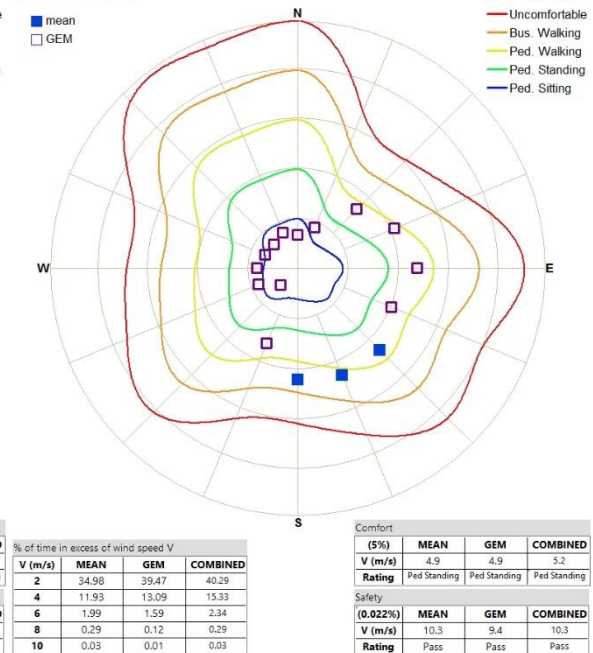 N
mean
GEM
Uncomfortable
Bus. Walking
Ped. Walking
Ped. Standing
Ped. Sitting
W
E
S
% of time in excess of wind speed V
V (m/s) MEAN GEM COMBINED
2 34.98 39.47 40.29
4 11.93 13.09 15.33
6 1.99 1.59 2.34
8 0.29 0.12 0.29
10 0.03 0.01 0.03
Comfort
(5%) MEAN GEM COMBINED
V (m/s) 4.9 4.9 5.2
Rating Ped Standing Ped Standing Ped Standing
Safety
(0.022%) MEAN GEM COMBINED
V (m/s) 10.3 9.4 10.3
Rating Pass Pass Pass